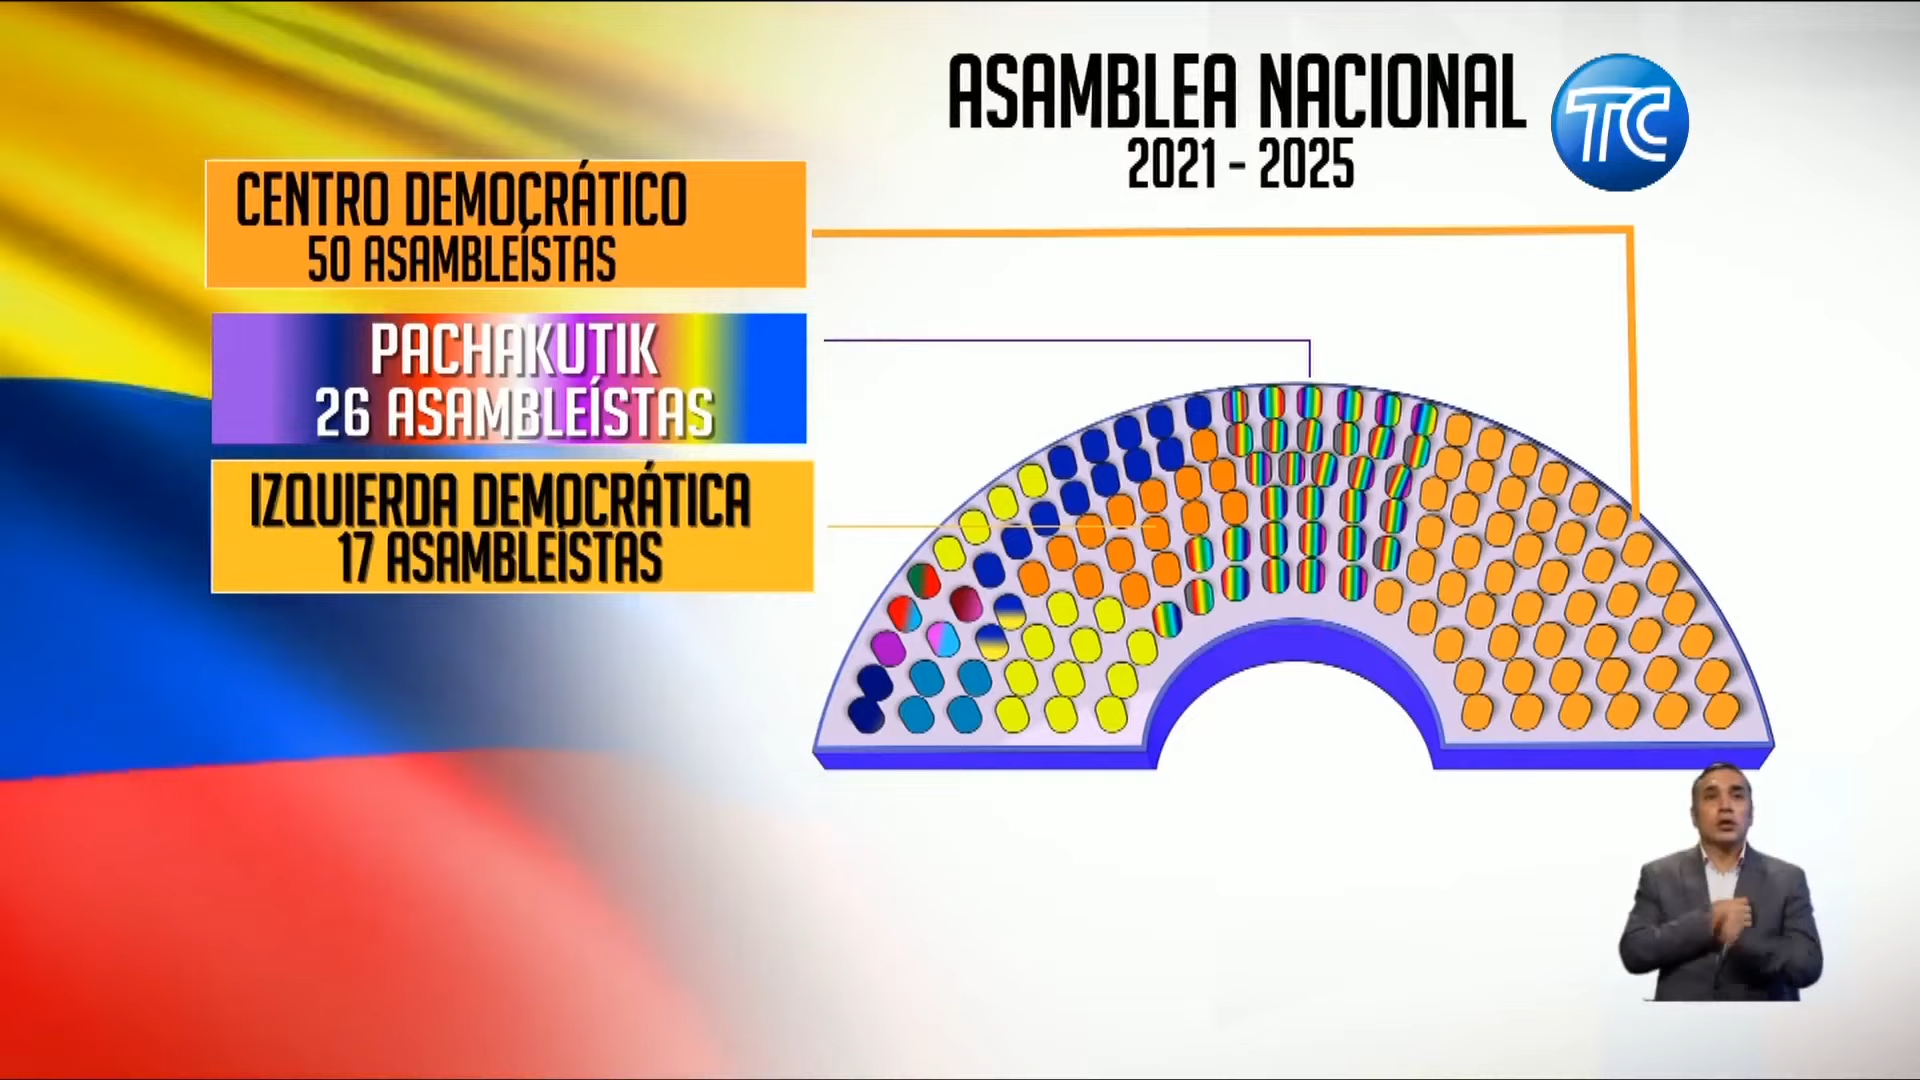 ASAMBLEA NACIONAL
2021 - 2025
TC
CENTRO DEMOCRÁTICO
50 ASAMBLEÍSTAS
PACHAKUTIK
26 ASAMBLEÍSTAS
IZQUIERDA DEMOCRÁTICA
17 ASAMBLEÍSTAS